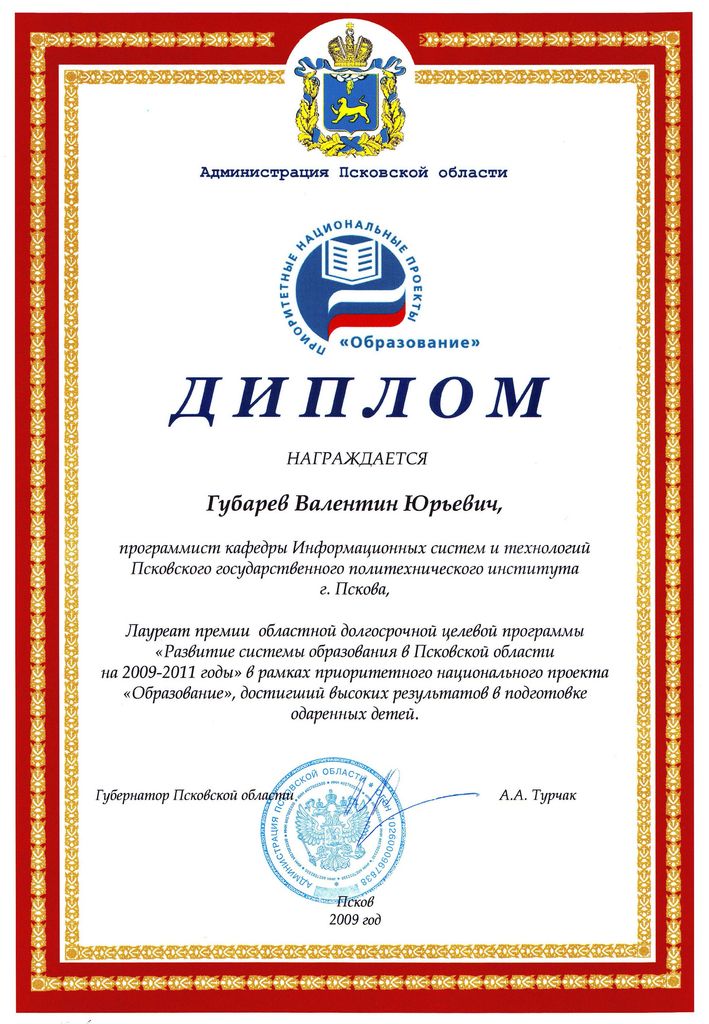 Администрация Псковской области
ПРИОРИТЕТНЫЕ НАЦИОНАЛЬНЫЕ ПРОЕКТЫ
«Образование»
ДИПЛОМ
НАГРАЖДАЕТСЯ
Губарев Валентин Юрьевич,
программист кафедры Информационных систем и технологий
Псковского государственного политехнического института
г. Пскова,
Лауреат премии областной долгосрочной целевой программы
«Развитие системы образования в Псковской области
на 2009-2011 годы» в рамках приоритетного национального проекта
«Образование», достигший высоких результатов в подготовке
одаренных детей.
Губернатор Псковской области
А.А. Турчак
АДМИНИСТРАЦИЯ ПСКОВСКОЙ ОБЛАСТИ
Псков
2009 год